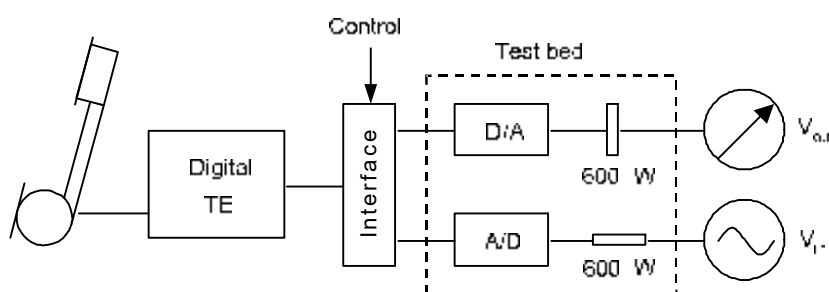 Control
Test bed
Digital
TE
Interface
D/A
600 W
A/D
600 W